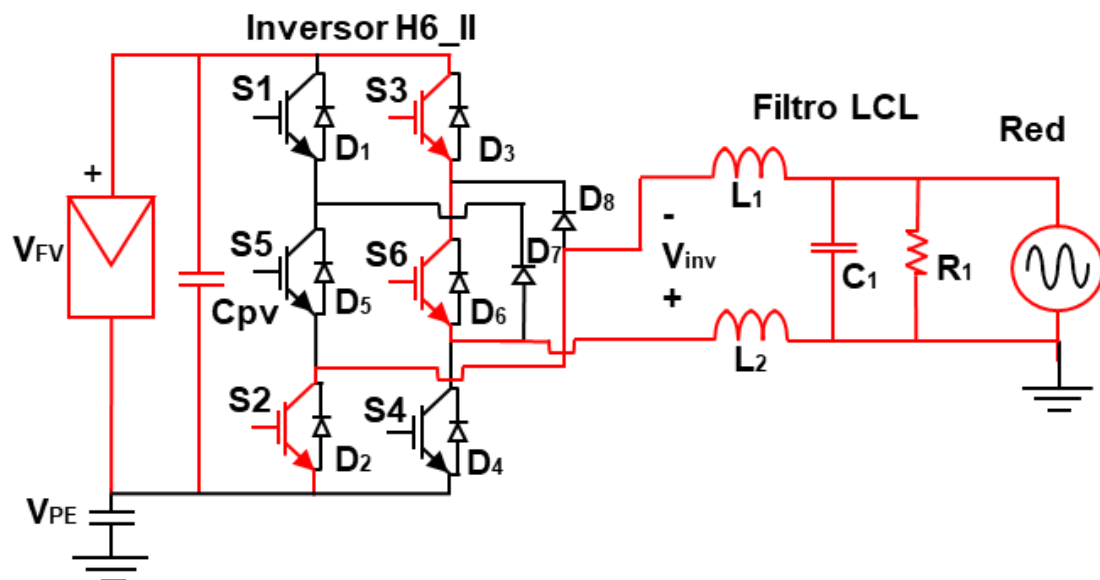 Inversor H6_II
S1
D1
S3
D3
Filtro LCL
Red
+
VFV
Cpv
S5
D5
S6
D6
D7
D8
-
Vinv
+
L1
C1
R1
L2
S2
D2
S4
D4
VPE